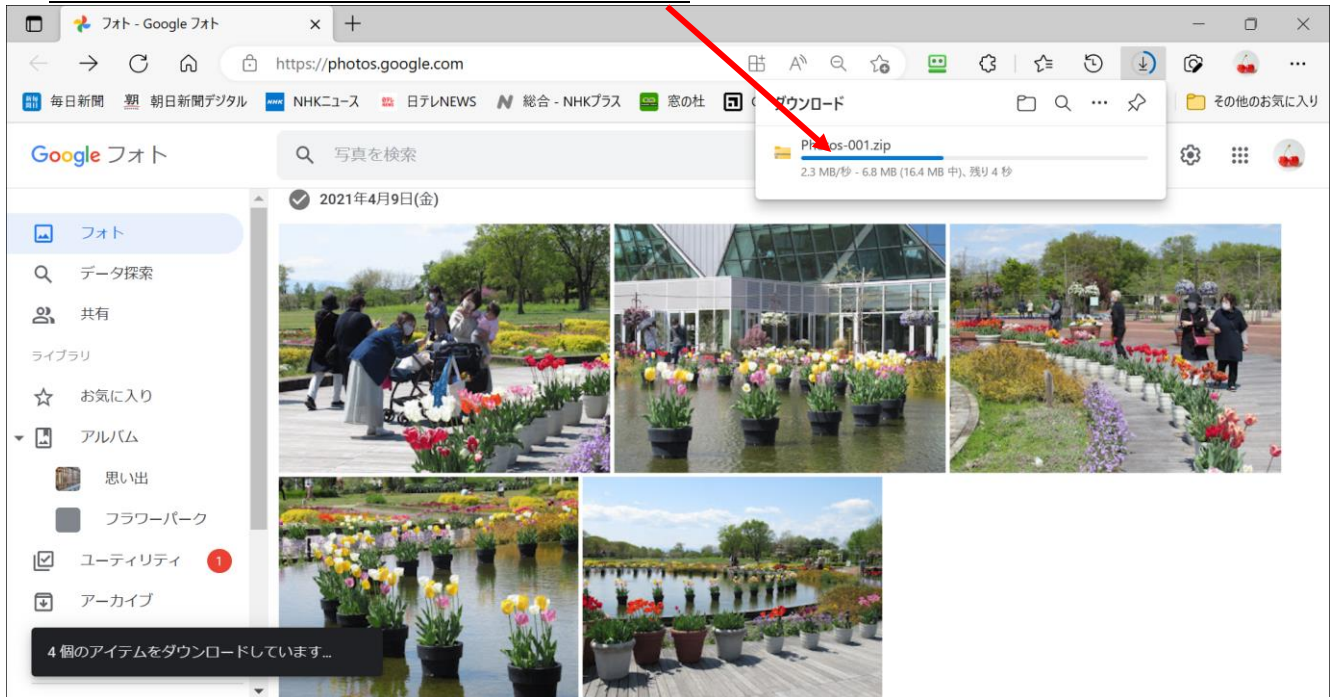 フォト - Google フォト
https://photos.google.com
毎日新聞 朝日新聞デジタル NHKニュース 日テレNEWS 総合 - NHKプラス 窓の杜 その他のお気に入り
ダウンロード
Photos-001.zip
2.3 MB/秒 - 6.8 MB (16.4 MB 中)、残り 4 秒
Google フォト
写真を検索
2021年4月9日(金)
フォト
データ探索
共有
ライブラリ
お気に入り
アルバム
思い出
フラワーパーク
ユーティリティ 1
アーカイブ
4 個のアイテムをダウンロードしています...